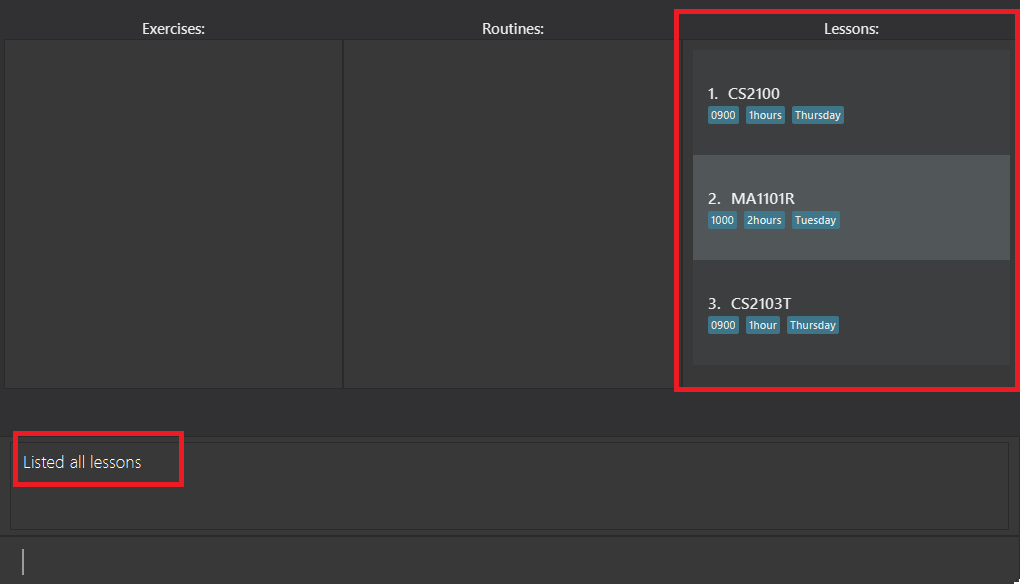 Exercises:
Routines:
Lessons:
1. CS2100
0900 1hours Thursday
2. MA1101R
1000 2hours Tuesday
3. CS2103T
0900 1hour Thursday
Listed all lessons